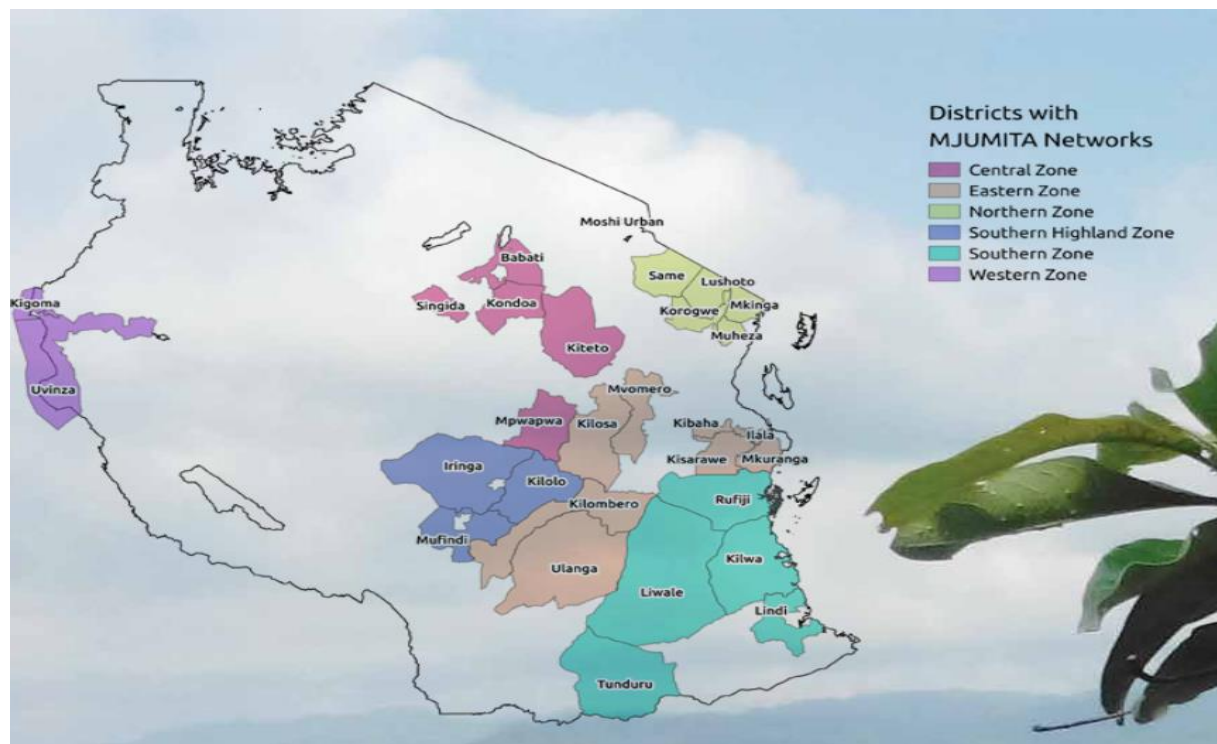 Districts with
MJUMITA Networks
Central Zone
Eastern Zone
Northern Zone
Southern Highland Zone
Southern Zone
Western Zone
Moshi Urban
Babati
Same
Lushoto
Singida
Kondoa
Korogwe
Mkinga
Kigoma
Muheza
Kiteto
Uvinza
Mvomero
Mpwapwa
Kilosa
Kibaha
Ilala
Kisarawe
Mkuranga
Iringa
Kilolo
Rufiji
Kilombero
Mufindi
Kilwa
Ulanga
Liwale
Lindi
Tunduru